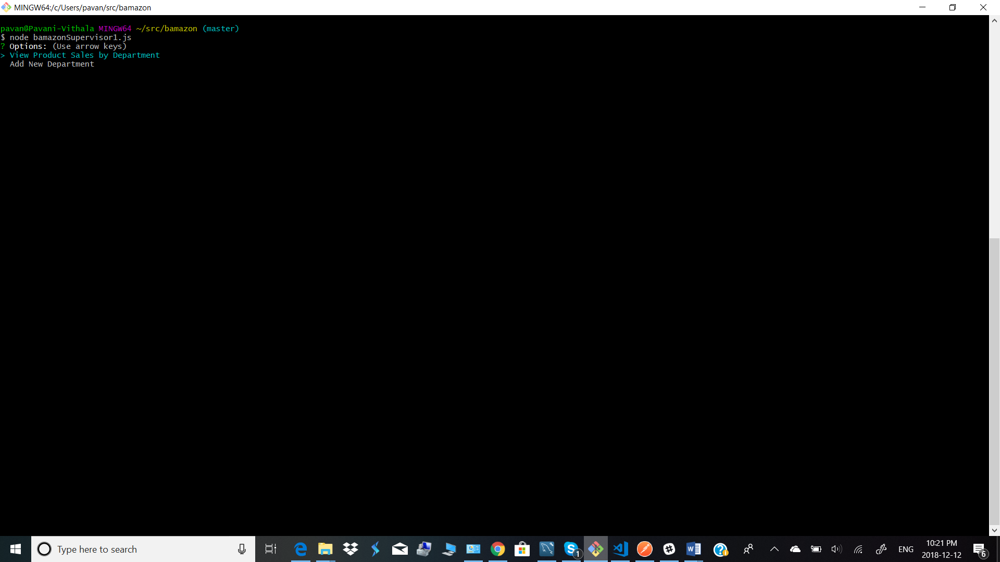 MINGW64:/c/Users/pavan/src/bamazon
pavan@Pavani-Vithala MINGW64 ~/src/bamazon (master)
$ node bamazonSupervisor1.js
? Options: (Use arrow keys)
> View Product Sales by Department
  Add New Department
Type here to search
1
ENG
10:21 PM
2018-12-12
6